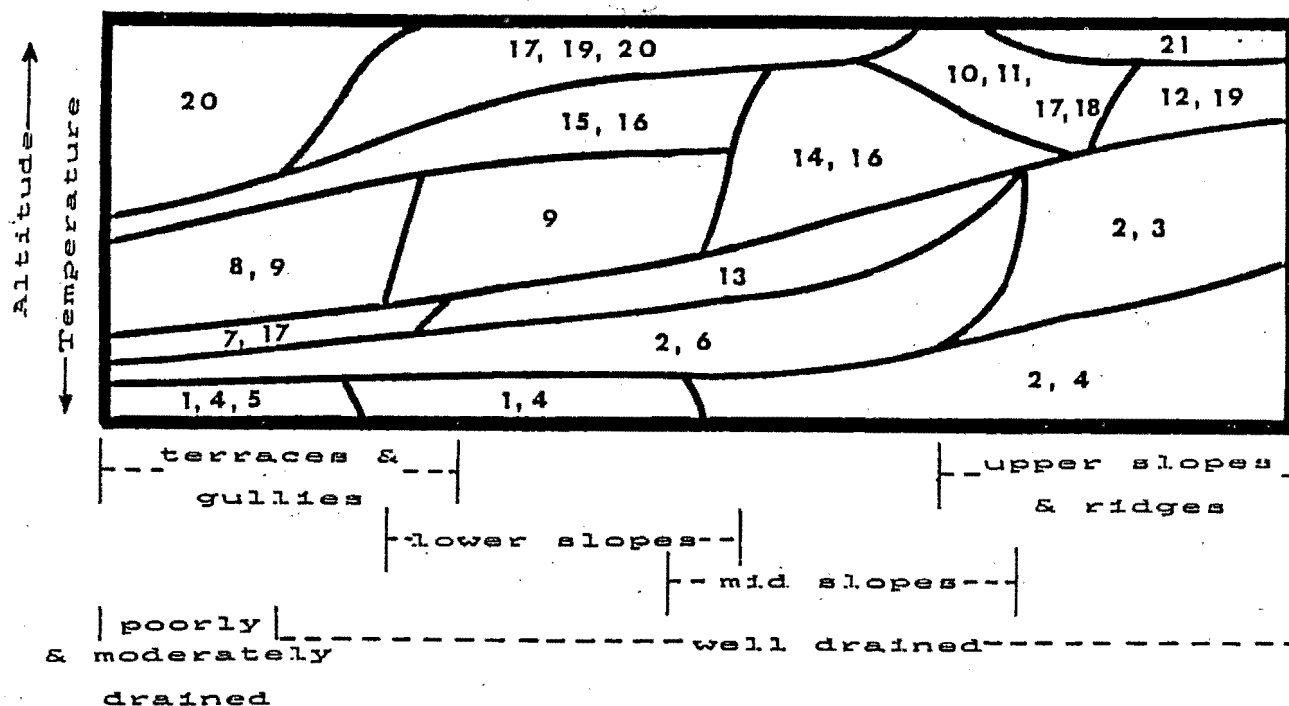 Altitude
Temperature
20
17, 19, 20
21
10, 11,
17, 18
12, 19
15, 16
14, 16
9
8, 9
2, 3
13
7, 17
2, 6
2, 4
1, 4, 5
1, 4
terraces &
gullies
upper slopes
& ridges
lower slopes
mid slopes
poorly
& moderately
drained
well drained